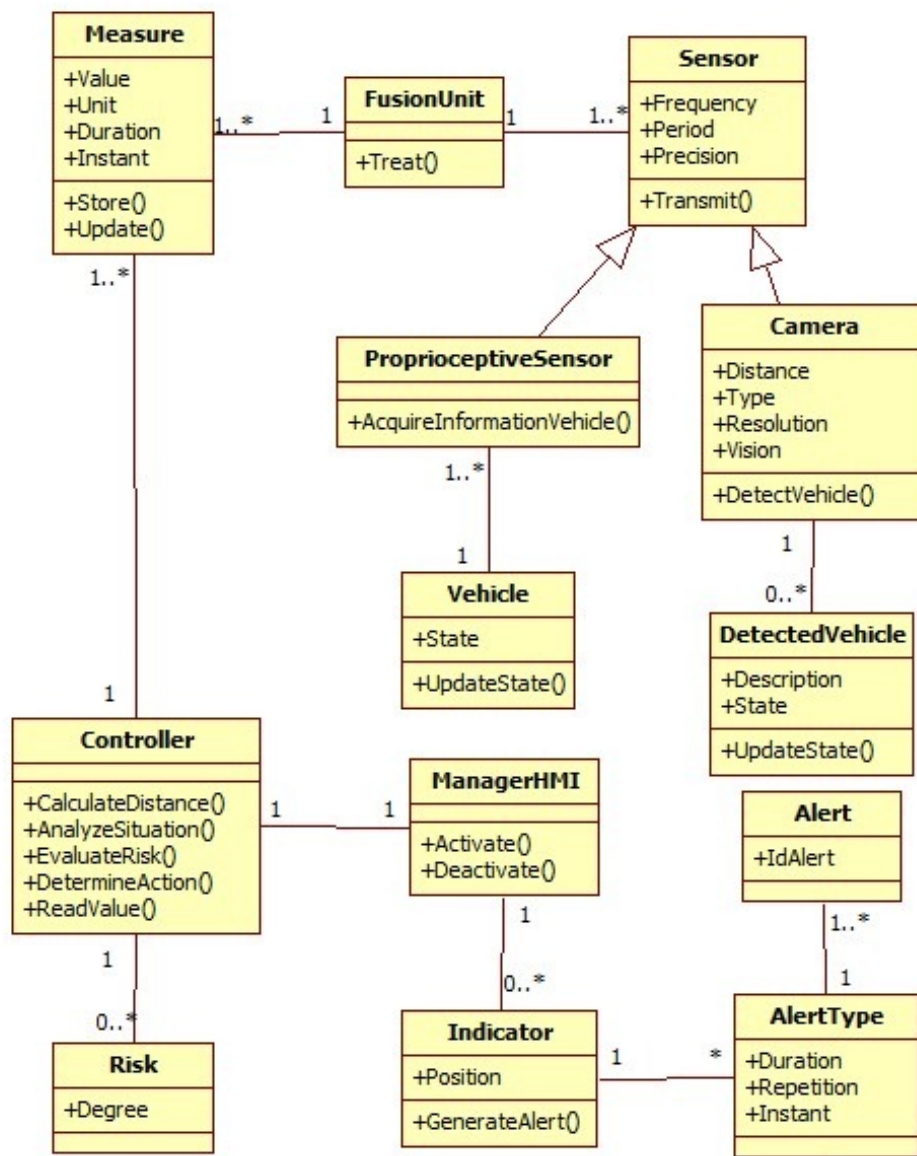 Measure
+Value
+Unit
+Duration
+Instant
+Store()
+Update()
1..*
1
FusionUnit
+Treat()
1
1..*
Sensor
+Frequency
+Period
+Precision
+Transmit()
1..*
ProprioceptiveSensor
+AcquireInformationVehicle()
1..*
1
Camera
+Distance
+Type
+Resolution
+Vision
+DetectVehicle()
1
0..*
Vehicle
+State
+UpdateState()
DetectedVehicle
+Description
+State
+UpdateState()
1
Controller
+CalculateDistance()
+AnalyzeSituation()
+EvaluateRisk()
+DetermineAction()
+ReadValue()
1
1
ManagerHMI
+Activate()
+Deactivate()
Alert
+IdAlert
1
0..*
1
0..*
1..*
1
Risk
+Degree
Indicator
+Position
+GenerateAlert()
1
*
AlertType
+Duration
+Repetition
+Instant